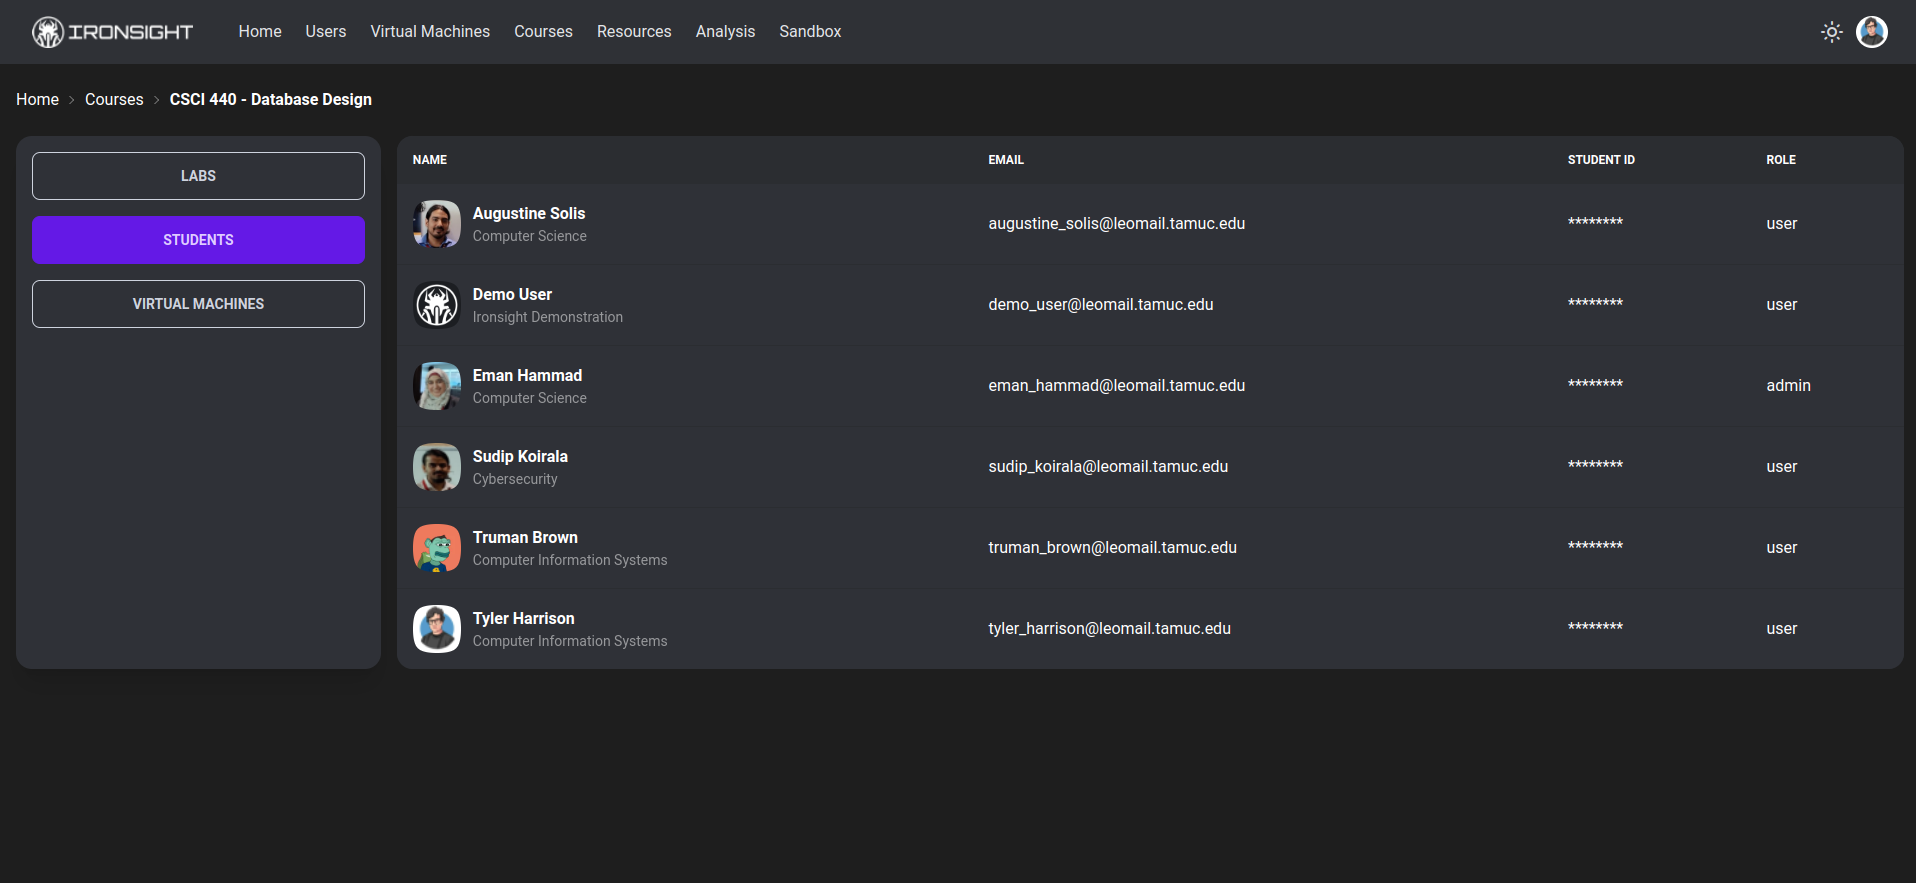 IRONSIGHT Home Users Virtual Machines Courses Resources Analysis Sandbox
Home > Courses > CSCI 440 - Database Design
LABS
STUDENTS
VIRTUAL MACHINES
NAME EMAIL STUDENT ID ROLE
Augustine Solis
Computer Science
augustine_solis@leomail.tamuc.edu ******** user
Demo User
Ironsight Demonstration
demo_user@leomail.tamuc.edu ******** user
Eman Hammad
Computer Science
eman_hammad@leomail.tamuc.edu ******** admin
Sudip Koirala
Cybersecurity
sudip_koirala@leomail.tamuc.edu ******** user
Truman Brown
Computer Information Systems
truman_brown@leomail.tamuc.edu ******** user
Tyler Harrison
Computer Information Systems
tyler_harrison@leomail.tamuc.edu ******** user